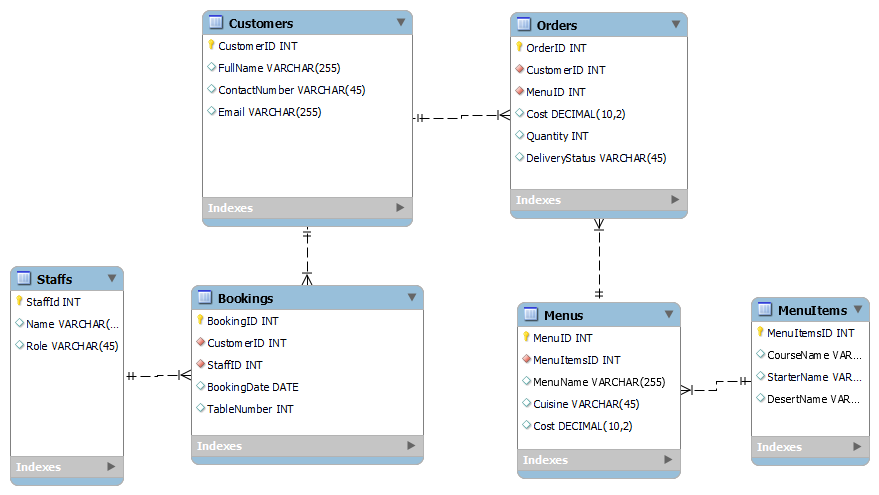 Customers
CustomerID INT
FullName VARCHAR(255)
ContactNumber VARCHAR(45)
Email VARCHAR(255)
Indexes
Orders
OrderID INT
CustomerID INT
MenuID INT
Cost DECIMAL(10,2)
Quantity INT
DeliveryStatus VARCHAR(45)
Indexes
Staffs
StaffId INT
Name VARCHAR(...
Role VARCHAR(45)
Indexes
Bookings
BookingID INT
CustomerID INT
StaffID INT
BookingDate DATE
TableNumber INT
Indexes
Menus
MenuID INT
MenuItemsID INT
MenuName VARCHAR(255)
Cuisine VARCHAR(45)
Cost DECIMAL(10,2)
Indexes
MenuItems
MenuItemsID INT
CourseName VAR...
StarterName VAR...
DesertName VAR...
Indexes